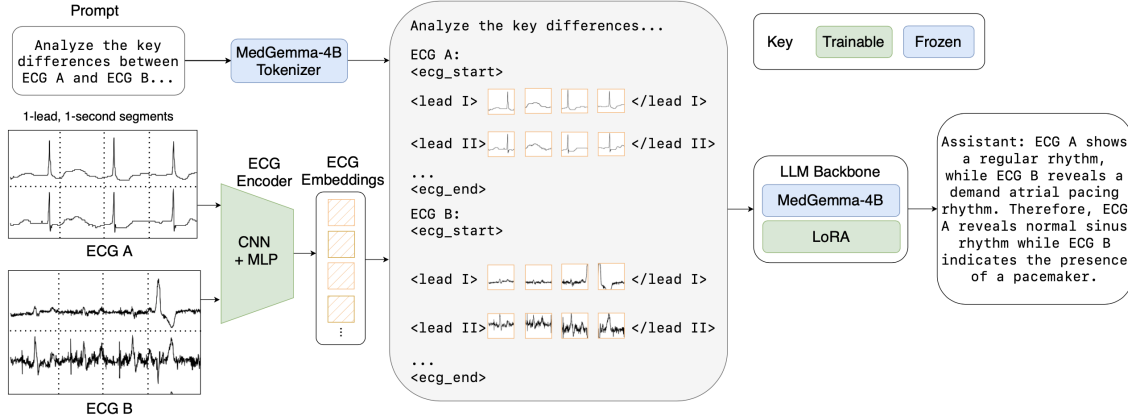 Prompt
Analyze the key
differences between
ECG A and ECG B...
MedGemma-4B
Tokenizer
1-lead, 1-second segments
ECG A
ECG B
ECG
Encoder
CNN
+ MLP
ECG
Embeddings
⋮
Analyze the key differences...
ECG A:
<ecg_start>
<lead I> </lead I>
<lead II> </lead II>
...
<ecg_end>
ECG B:
<ecg_start>
<lead I> </lead I>
<lead II> </lead II>
...
<ecg_end>
Key
Trainable
Frozen
LLM Backbone
MedGemma-4B
LoRA
Assistant: ECG A shows
a regular rhythm,
while ECG B reveals a
demand atrial pacing
rhythm. Therefore, ECG
A reveals normal sinus
rhythm while ECG B
indicates the presence
of a pacemaker.